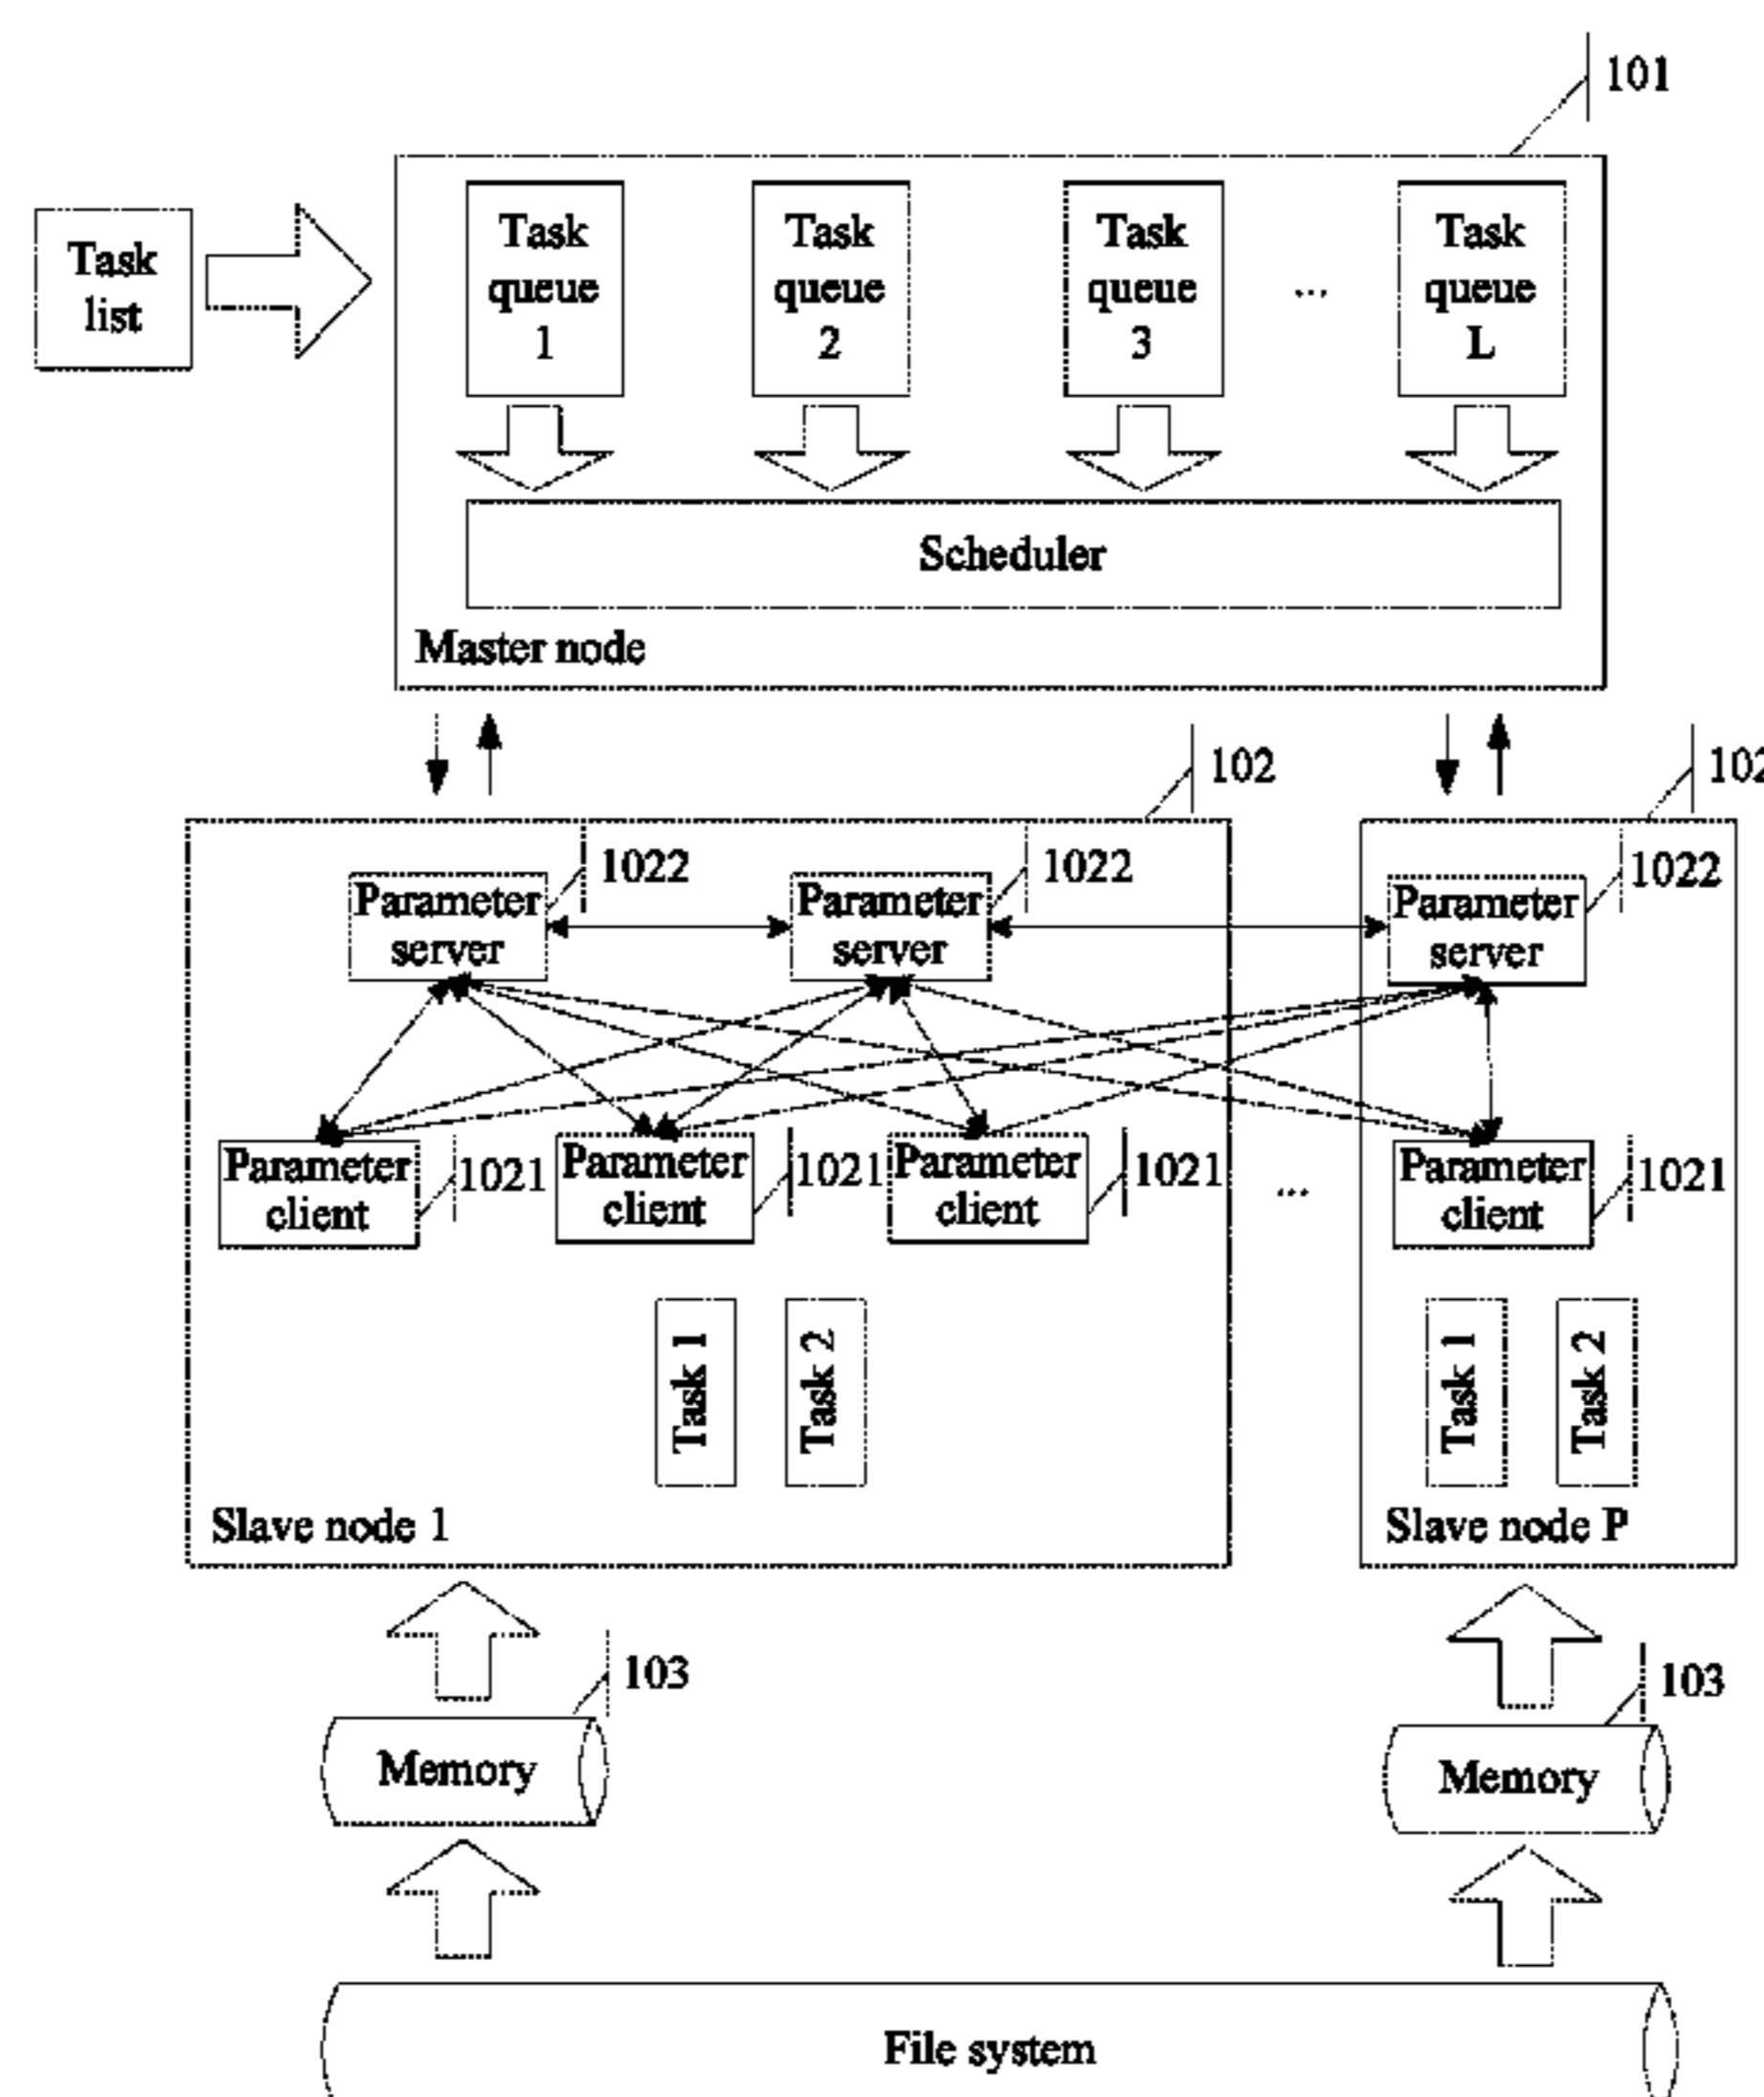 101
Task
list
Task
queue
1
Task
queue
2
Task
queue
3
...
Task
queue
L
Scheduler
Master node
102
102
Parameter
server
1022
Parameter
server
1022
Parameter
server
1022
Parameter
client
1021
Parameter
client
1021
Parameter
client
1021
...
Parameter
client
1021
Task 1
Task 2
Task 1
Task 2
Slave node 1
Slave node P
103
103
Memory
Memory
File system